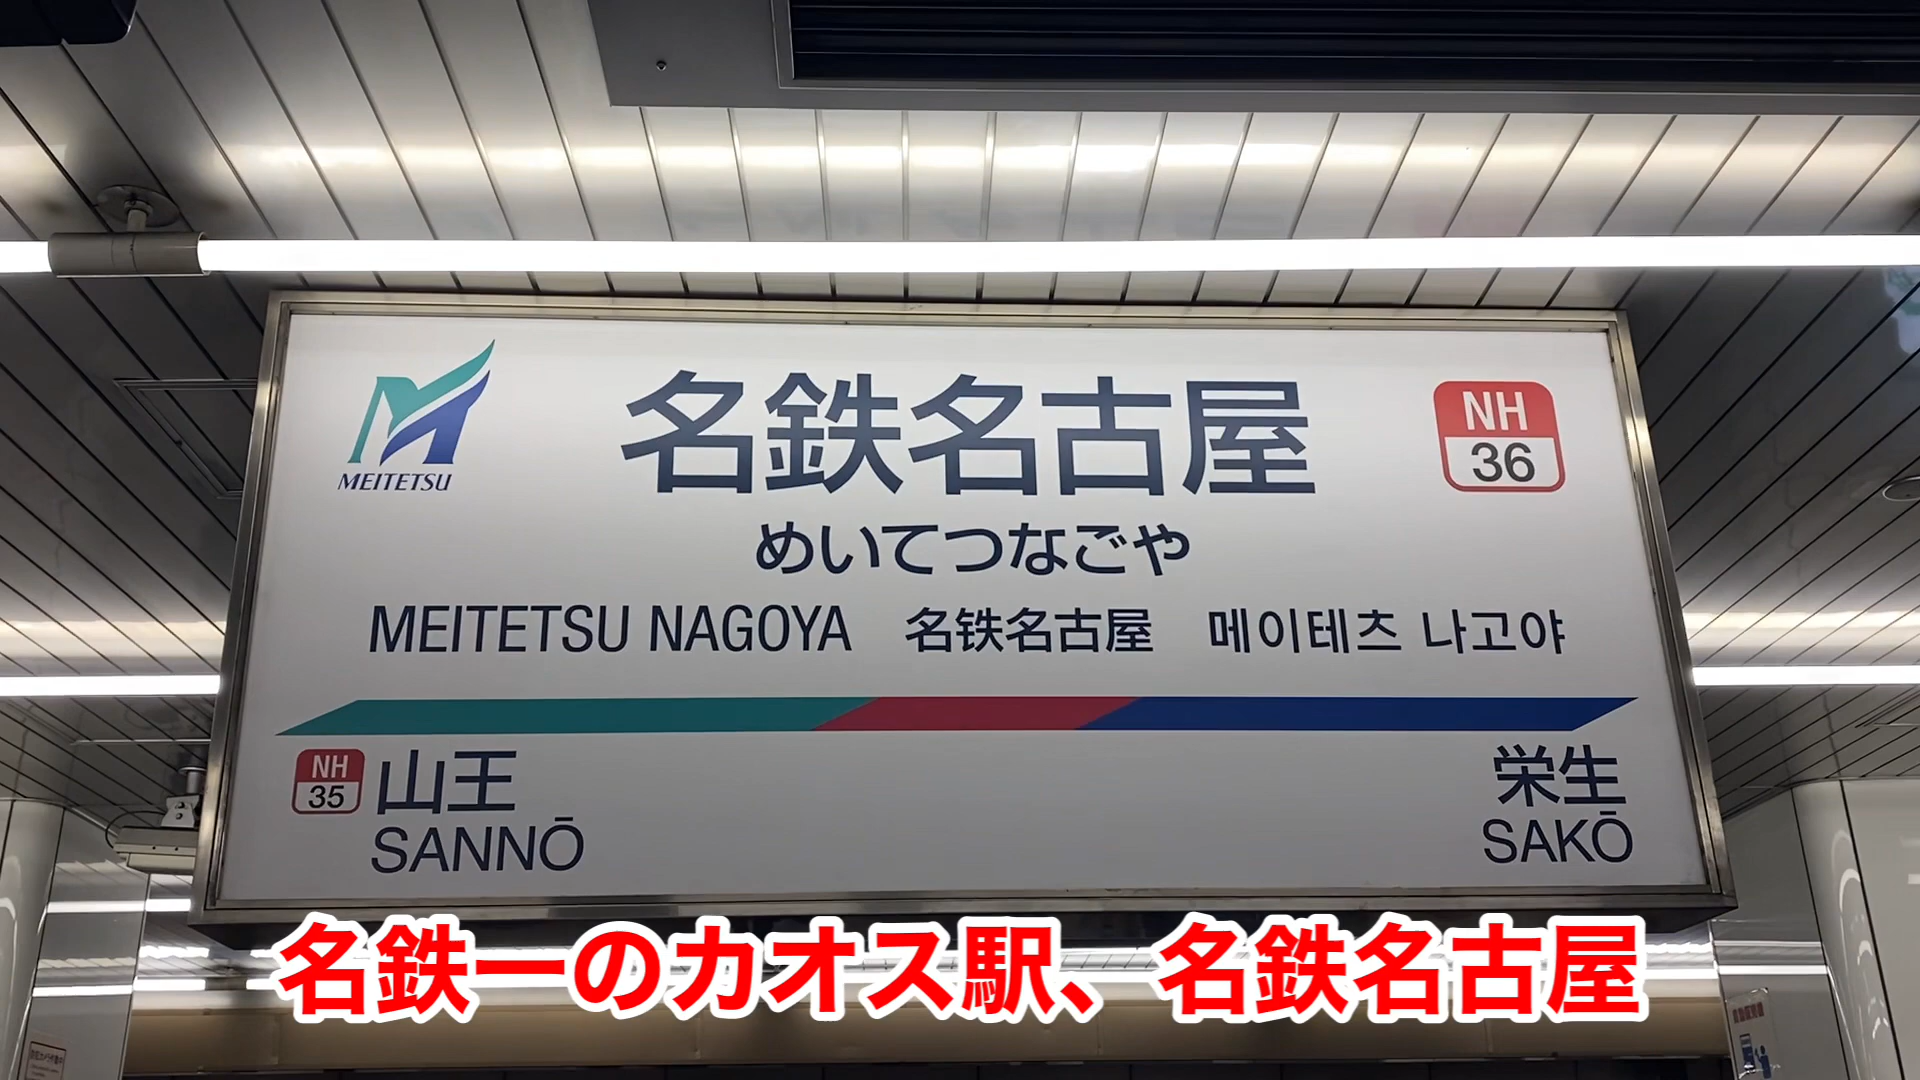 MEITETSU
名鉄名古屋
NH
36
めいてつなごや
MEITETSU NAGOYA 名铁名古屋 메이테츠 나고야
NH
35
山王
SANNŌ
栄生
SAKŌ
名鉄一のカオス駅、名鉄名古屋